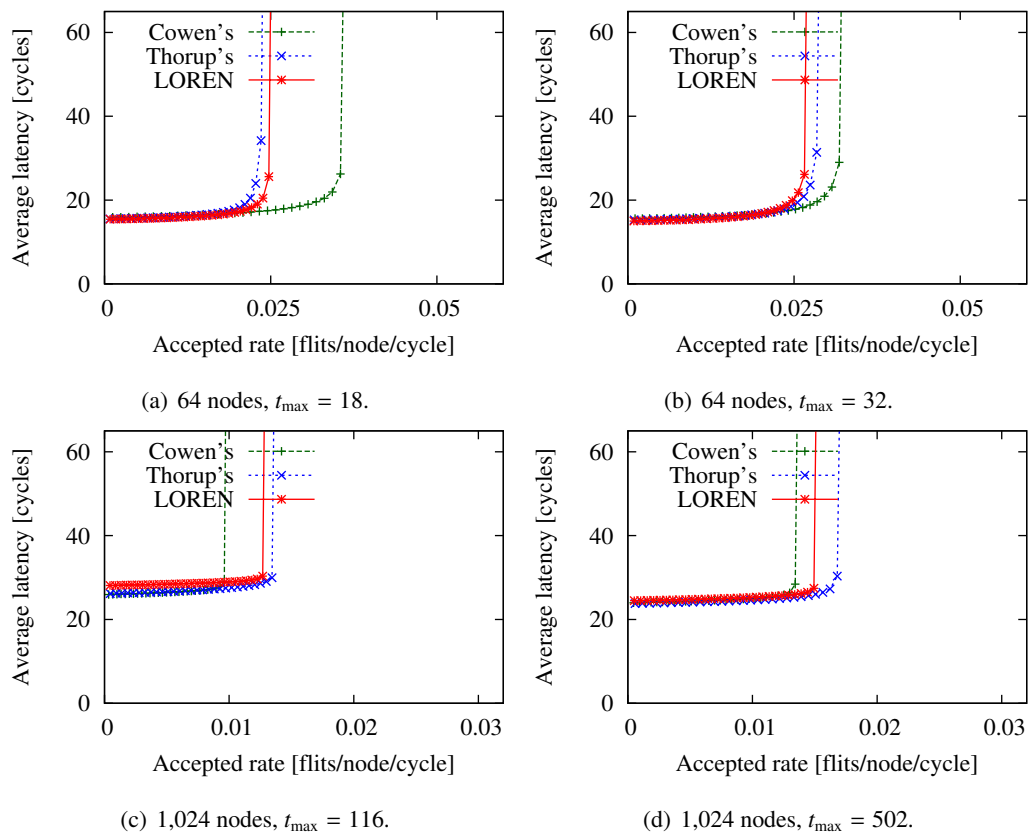 Average latency [cycles]
60
40
20
0
Cowen's
Thorup's
LOREN
0 0.025 0.05
Accepted rate [flits/node/cycle]
(a) 64 nodes, tmax = 18.
Average latency [cycles]
60
40
20
0
Cowen's
Thorup's
LOREN
0 0.025 0.05
Accepted rate [flits/node/cycle]
(b) 64 nodes, tmax = 32.
Average latency [cycles]
60
40
20
0
Cowen's
Thorup's
LOREN
0 0.01 0.02 0.03
Accepted rate [flits/node/cycle]
(c) 1,024 nodes, tmax = 116.
Average latency [cycles]
60
40
20
0
Cowen's
Thorup's
LOREN
0 0.01 0.02 0.03
Accepted rate [flits/node/cycle]
(d) 1,024 nodes, tmax = 502.